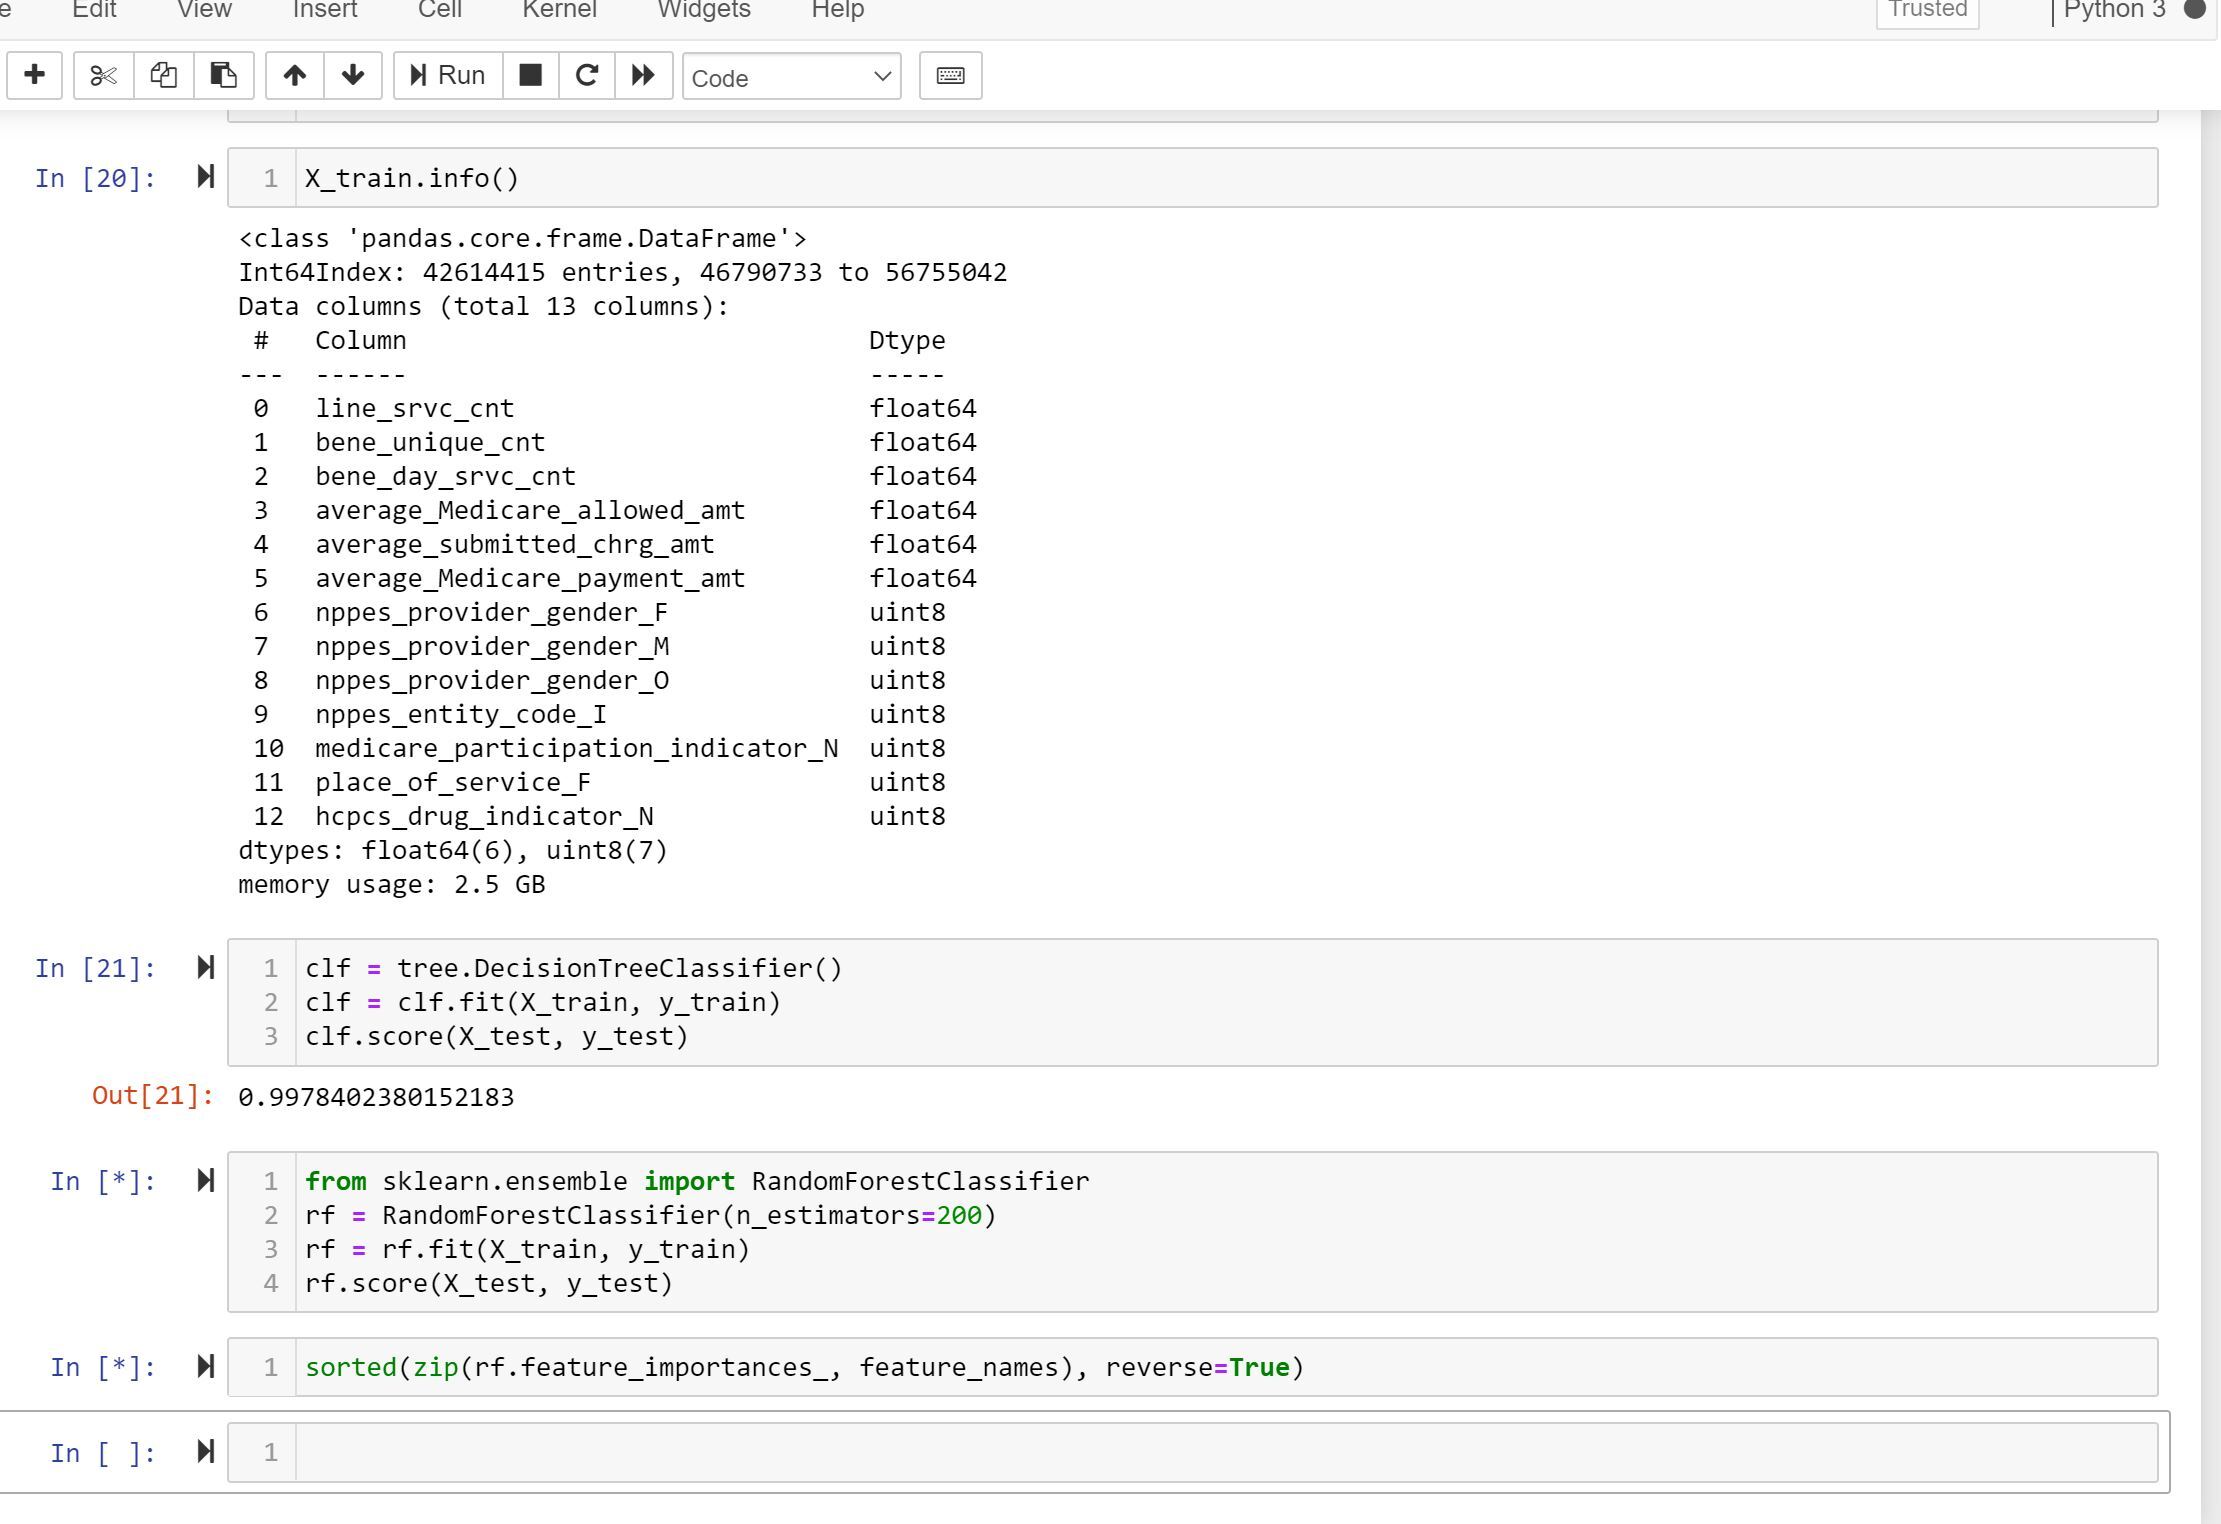 e Edit View Insert Cell Kernel Widgets Help Trusted Python 3
Run Code
In [20]: 1 X_train.info()
<class 'pandas.core.frame.DataFrame'>
Int64Index: 42614415 entries, 46790733 to 56755042
Data columns (total 13 columns):
# Column Dtype
--- ------ -----
0 line_srvc_cnt float64
1 bene_unique_cnt float64
2 bene_day_srvc_cnt float64
3 average_Medicare_allowed_amt float64
4 average_submitted_chrg_amt float64
5 average_Medicare_payment_amt float64
6 nppes_provider_gender_F uint8
7 nppes_provider_gender_M uint8
8 nppes_provider_gender_O uint8
9 nppes_entity_code_I uint8
10 medicare_participation_indicator_N uint8
11 place_of_service_F uint8
12 hcpcs_drug_indicator_N uint8
dtypes: float64(6), uint8(7)
memory usage: 2.5 GB
In [21]: 1 clf = tree.DecisionTreeClassifier()
2 clf = clf.fit(X_train, y_train)
3 clf.score(X_test, y_test)
Out[21]: 0.9978402380152183
In [*]: 1 from sklearn.ensemble import RandomForestClassifier
2 rf = RandomForestClassifier(n_estimators=200)
3 rf = rf.fit(X_train, y_train)
4 rf.score(X_test, y_test)
In [*]: 1 sorted(zip(rf.feature_importances_, feature_names), reverse=True)
In [ ]: 1